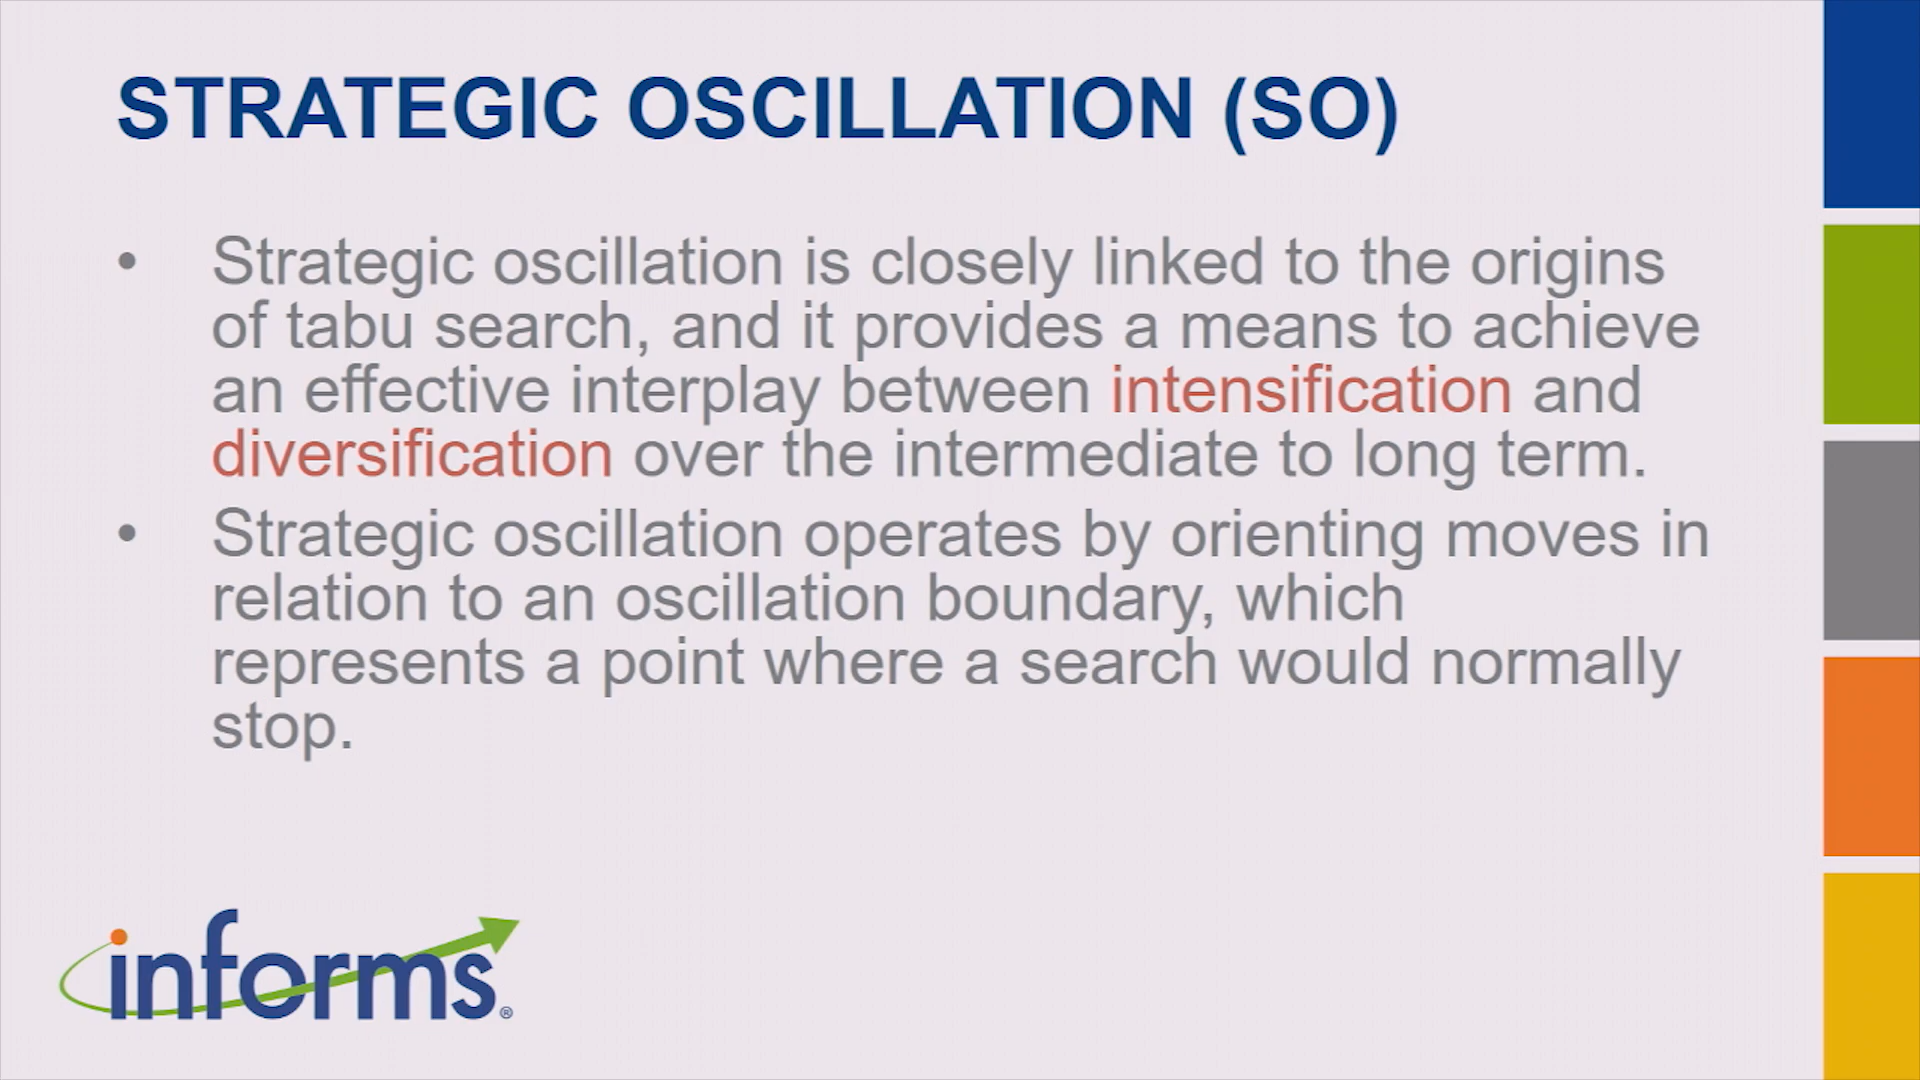 STRATEGIC OSCILLATION (SO)
• Strategic oscillation is closely linked to the origins
of tabu search, and it provides a means to achieve
an effective interplay between intensification and
diversification over the intermediate to long term.
• Strategic oscillation operates by orienting moves in
relation to an oscillation boundary, which
represents a point where a search would normally
stop.
informs®